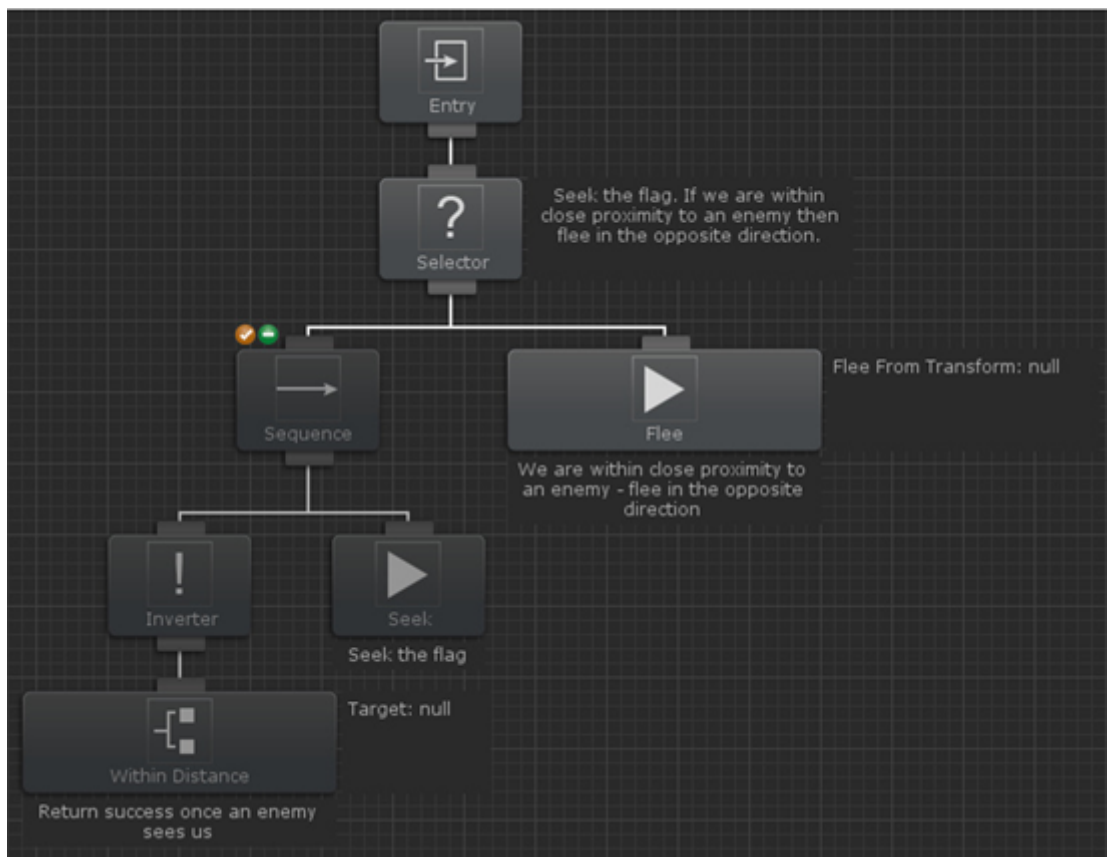 Entry
?
Selector
Seek the flag. If we are within
close proximity to an enemy then
flee in the opposite direction.
Sequence
Flee
Flee From Transform: null
We are within close proximity to
an enemy - flee in the opposite
direction
!
Inverter
Seek
Seek the flag
Within Distance
Target: null
Return success once an enemy
sees us